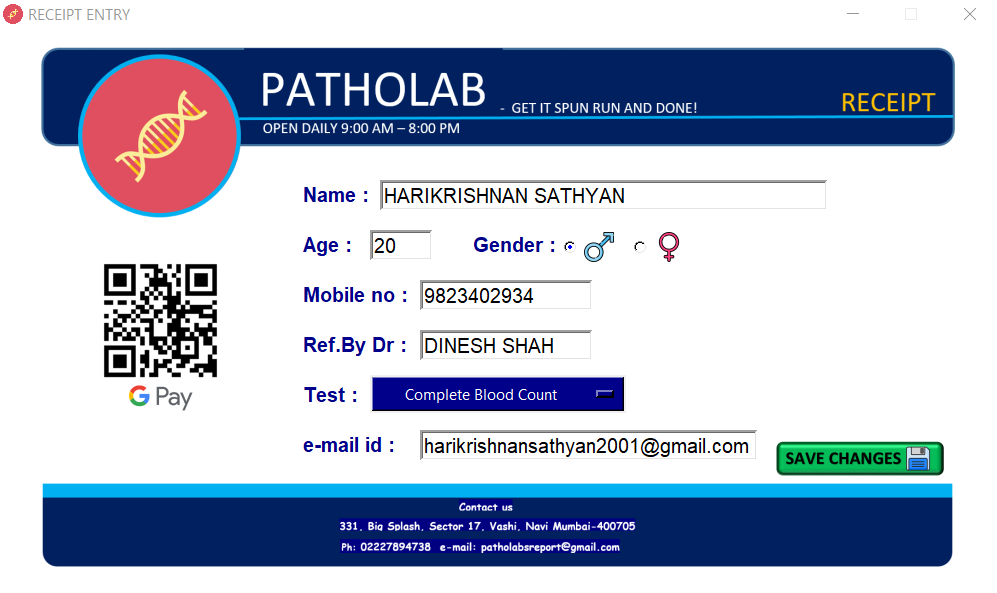 RECEIPT ENTRY
PATHOLAB - GET IT SPUN RUN AND DONE!
RECEIPT
OPEN DAILY 9:00 AM – 8:00 PM
Name : HARIKRISHNAN SATHYAN
Age : 20 Gender :
Mobile no : 9823402934
Ref.By Dr : DINESH SHAH
G Pay
Test : Complete Blood Count
e-mail id : harikrishnansathyan2001@gmail.com
SAVE CHANGES
Contact us
331, Big Splash, Sector 17, Vashi, Navi Mumbai-400705
Ph: 02227894738 e-mail: patholabsreport@gmail.com